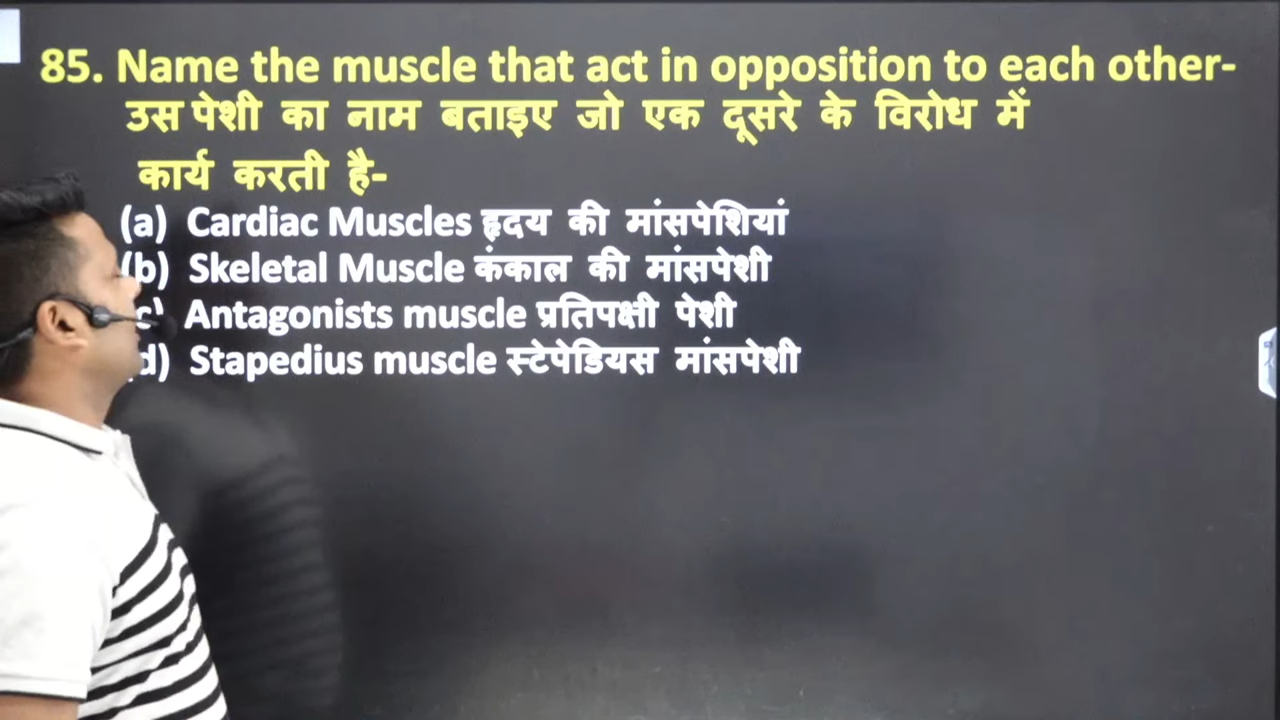 85. Name the muscle that act in opposition to each other-
उस पेशी का नाम बताइए जो एक दूसरे के विरोध में
कार्य करती है-
(a) Cardiac Muscles हृदय की मांसपेशियां
(b) Skeletal Muscle कंकाल की मांसपेशी
c) Antagonists muscle प्रतिपक्षी पेशी
d) Stapedius muscle स्टेपेडियस मांसपेशी